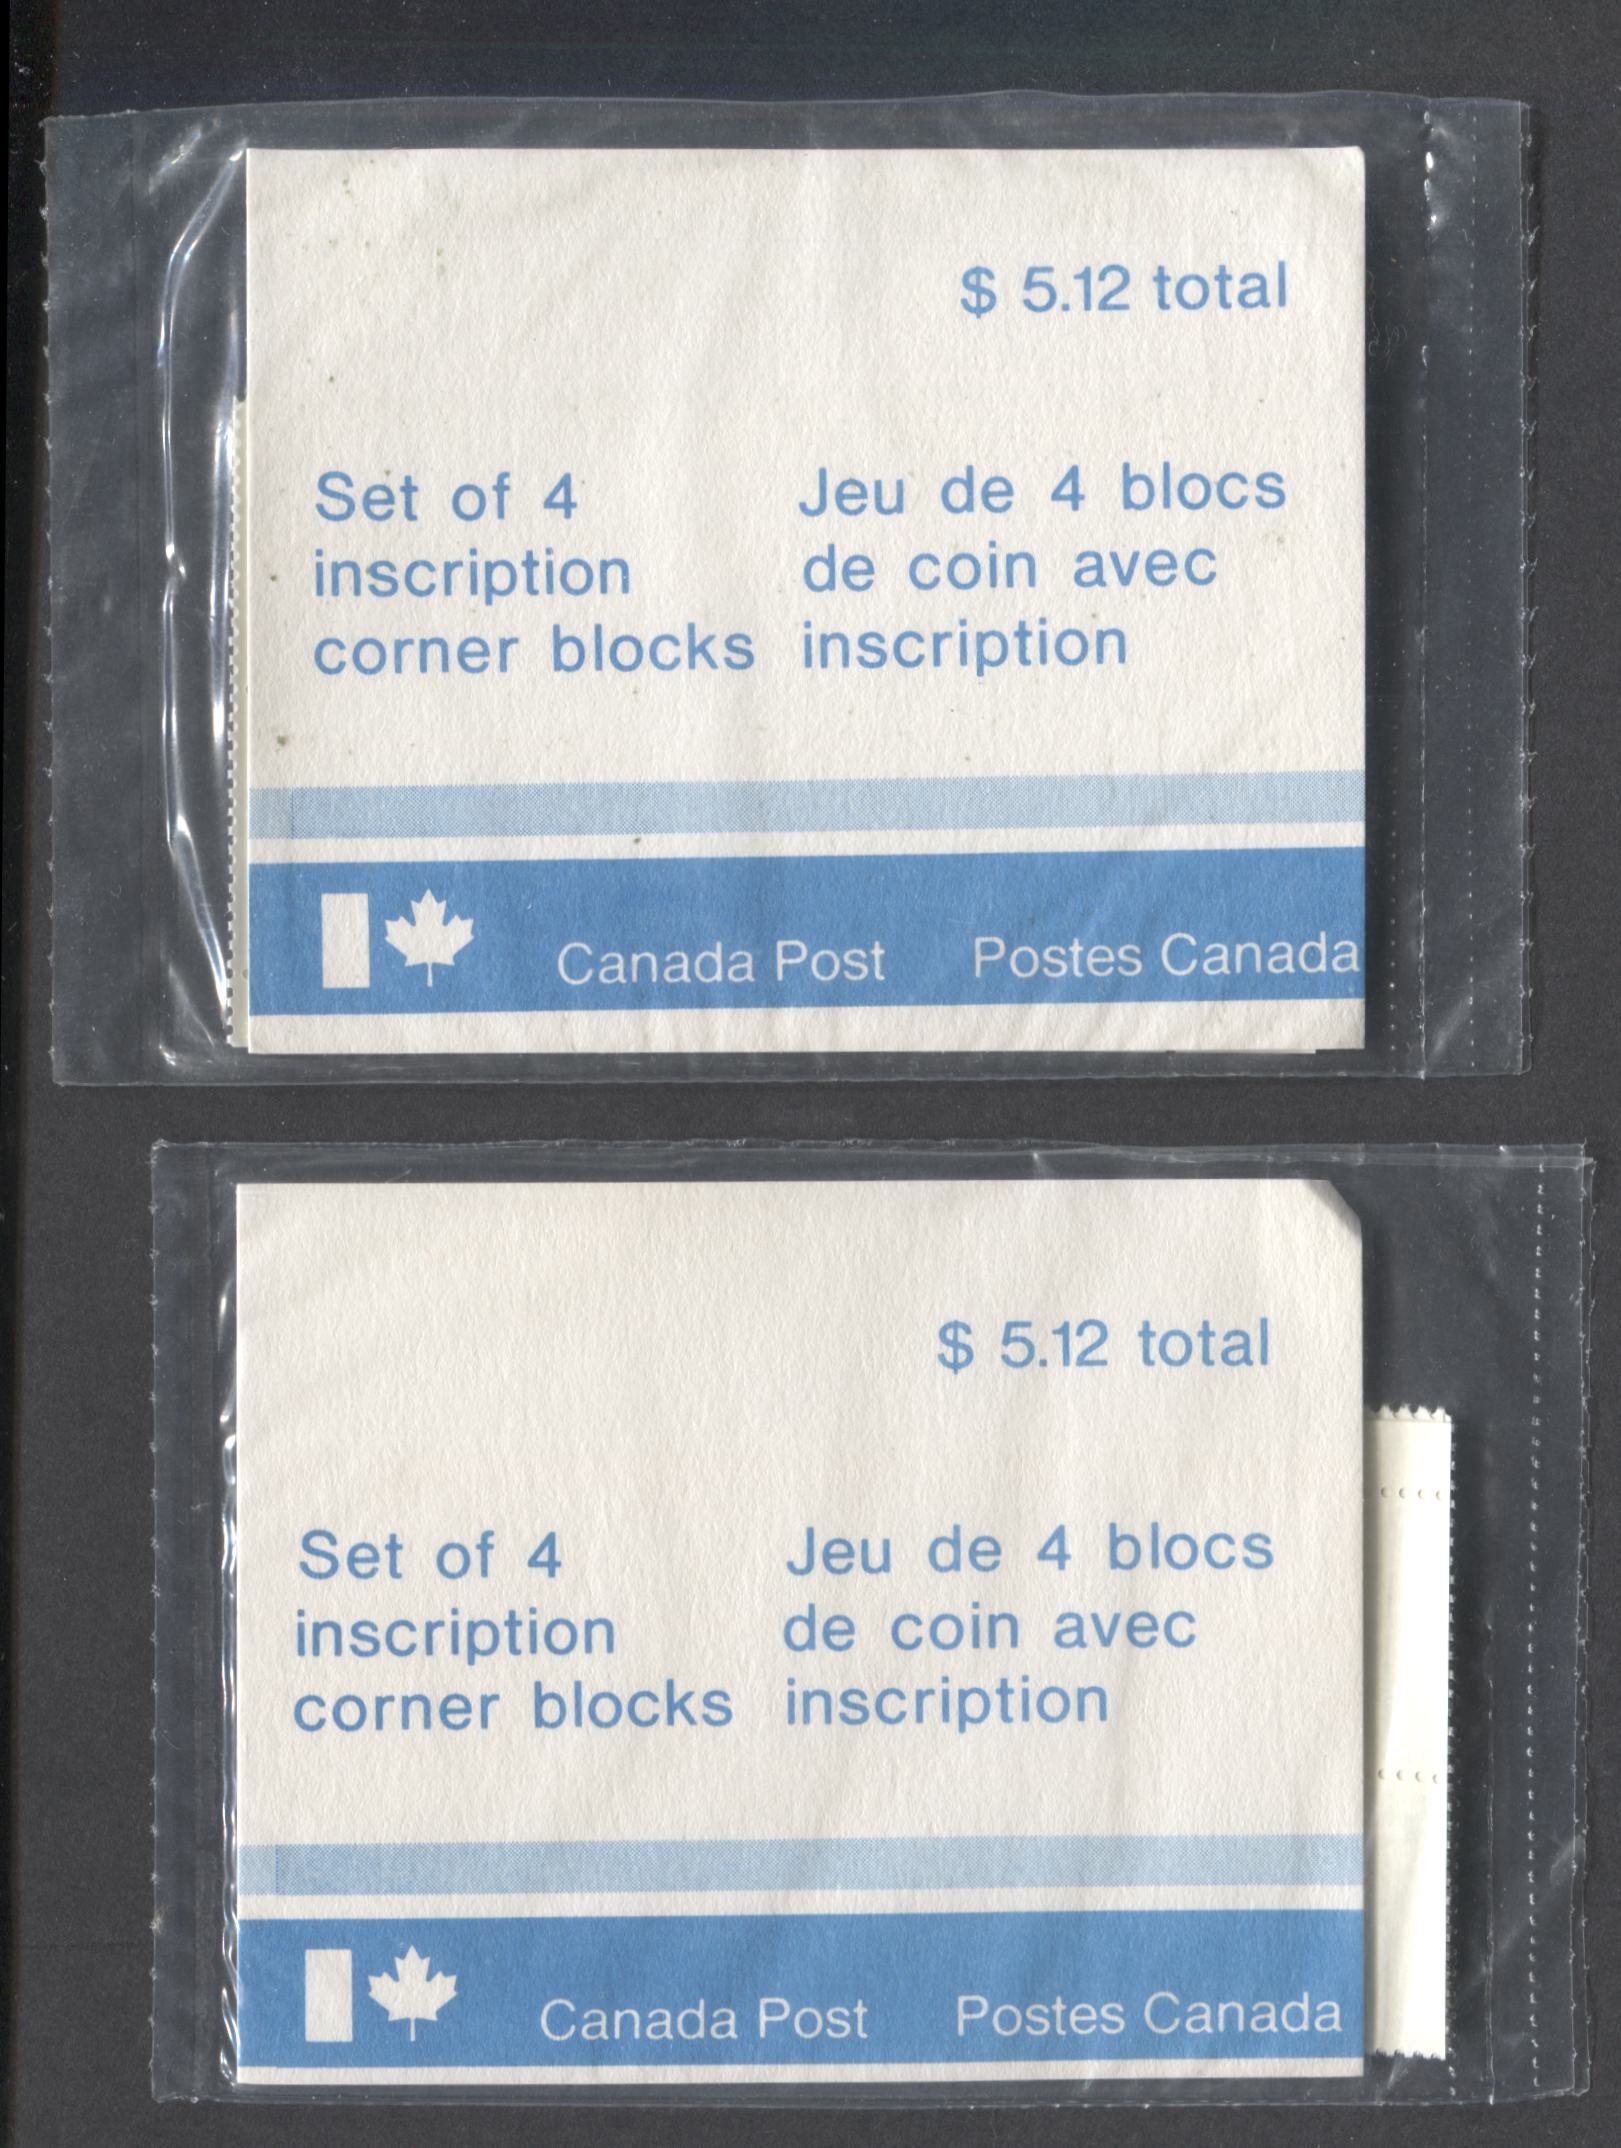 $ 5.12 total
Set of 4
inscription
corner blocks
Jeu de 4 blocs
de coin avec
inscription
Canada Post
Postes Canada
$ 5.12 total
Set of 4
inscription
corner blocks
Jeu de 4 blocs
de coin avec
inscription
Canada Post
Postes Canada